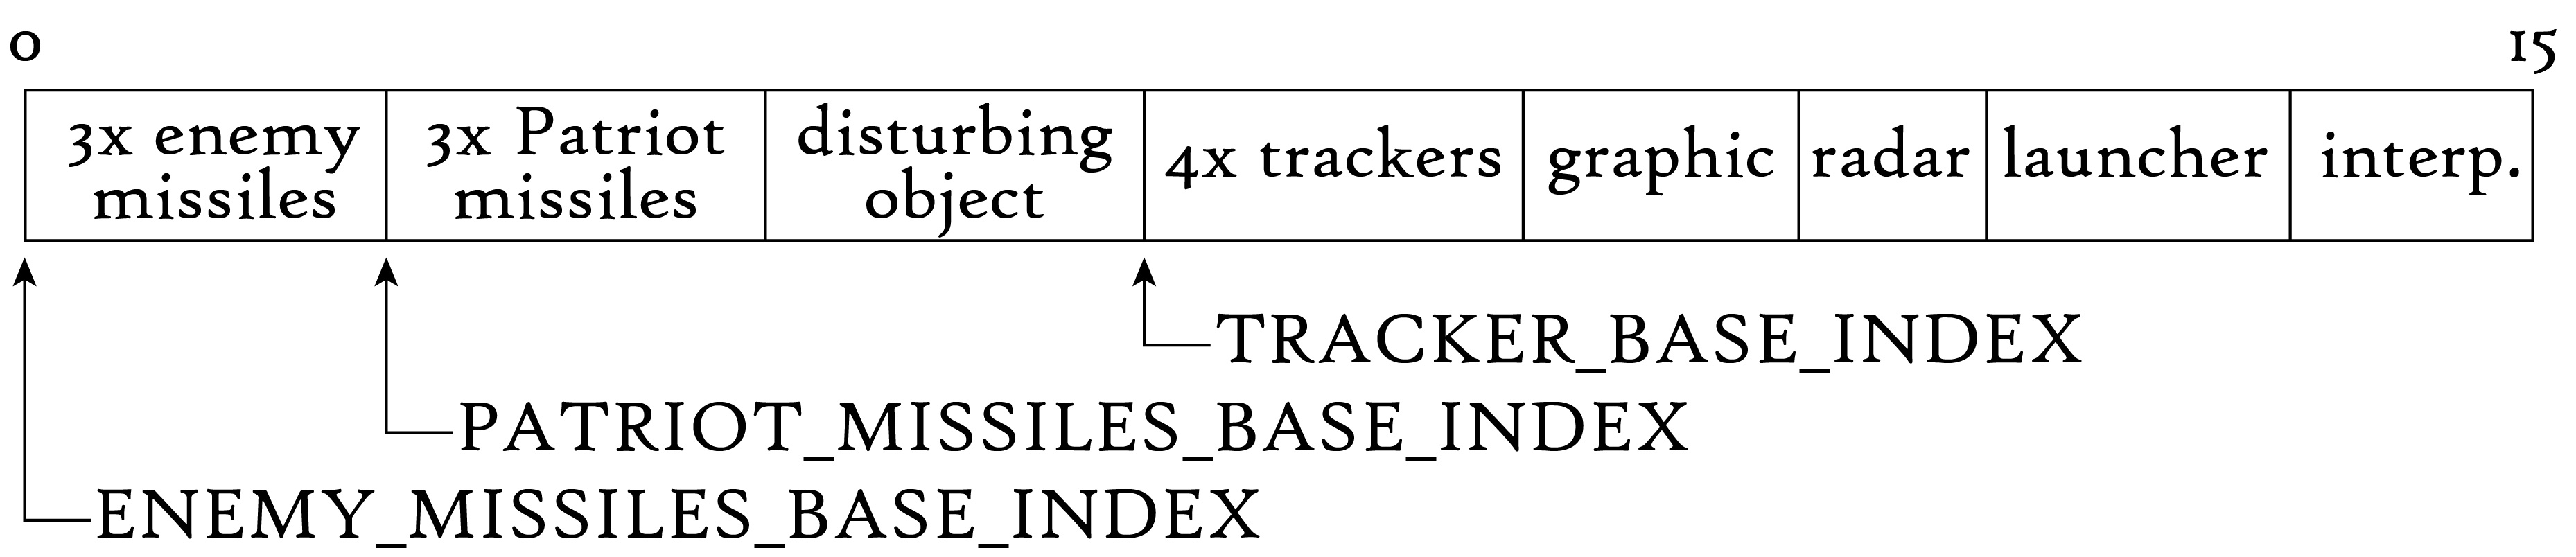 0
15
3x enemy
missiles
3x Patriot
missiles
disturbing
object
4x trackers
graphic
radar
launcher
interp.
TRACKER_BASE_INDEX
PATRIOT_MISSILES_BASE_INDEX
ENEMY_MISSILES_BASE_INDEX